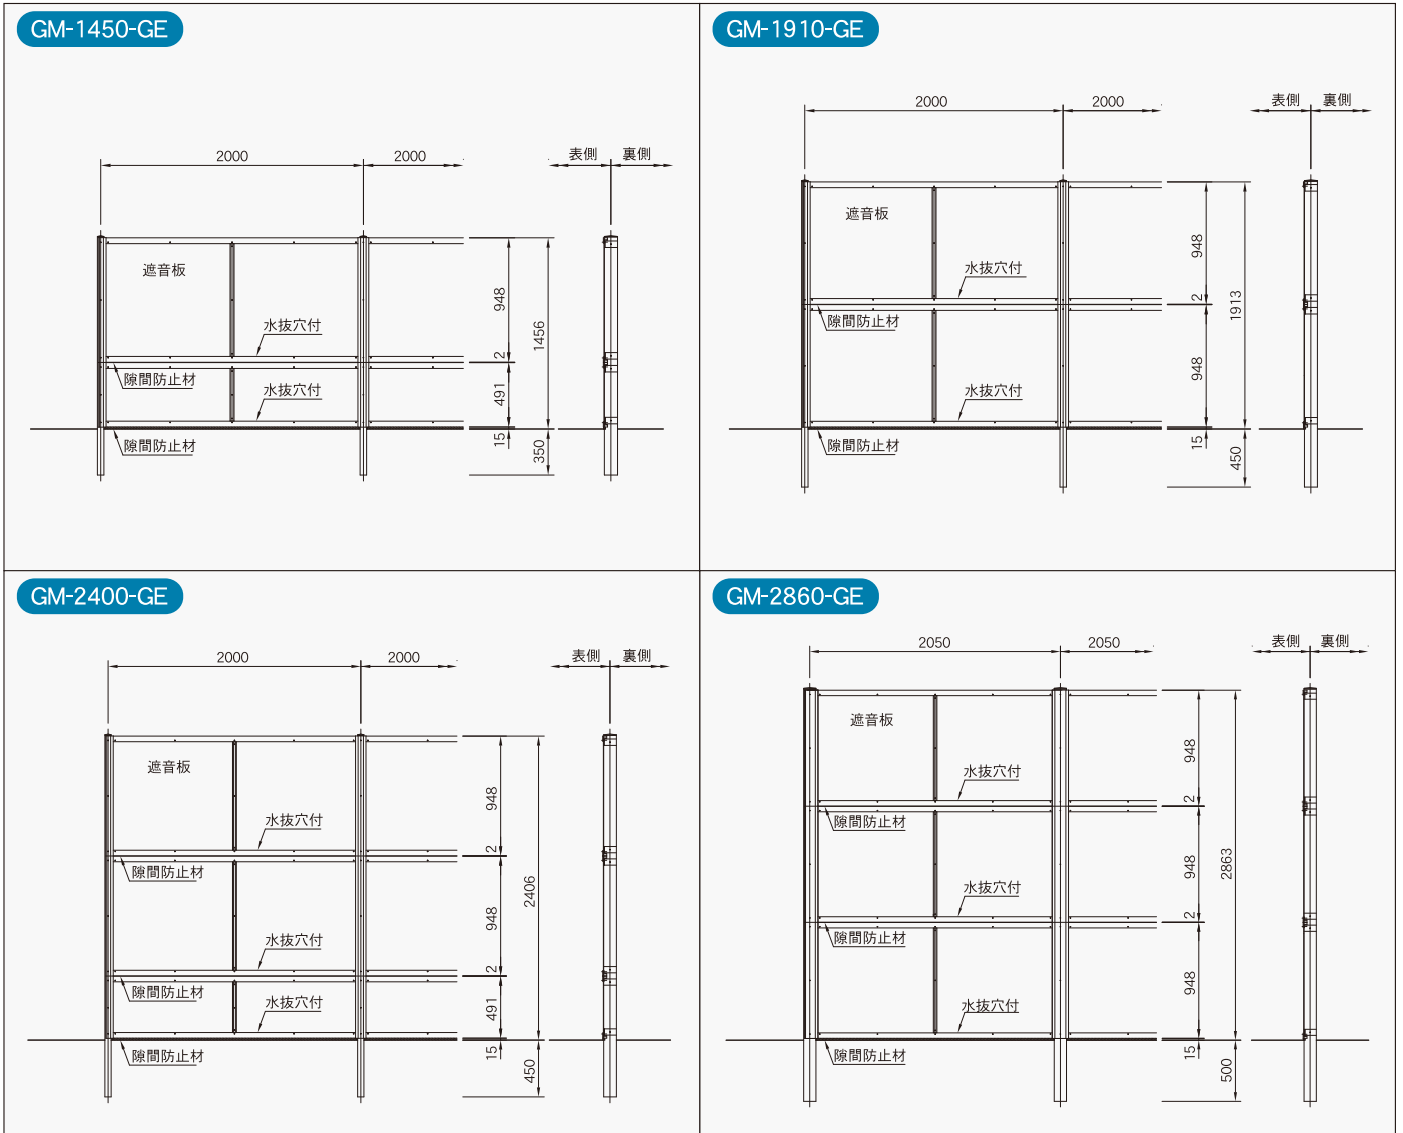 GM-1450-GE
2000
2000
表側
裏側
遮音板
水抜穴付
隙間防止材
水抜穴付
隙間防止材
948
2
491
15
1456
350
GM-1910-GE
2000
2000
表側
裏側
遮音板
水抜穴付
隙間防止材
水抜穴付
隙間防止材
948
2
948
15
1913
450
GM-2400-GE
2000
2000
表側
裏側
遮音板
水抜穴付
隙間防止材
水抜穴付
隙間防止材
水抜穴付
隙間防止材
948
2
948
2
491
15
2406
450
GM-2860-GE
2050
2050
表側
裏側
遮音板
水抜穴付
隙間防止材
水抜穴付
隙間防止材
水抜穴付
隙間防止材
948
2
948
2
948
15
2863
500